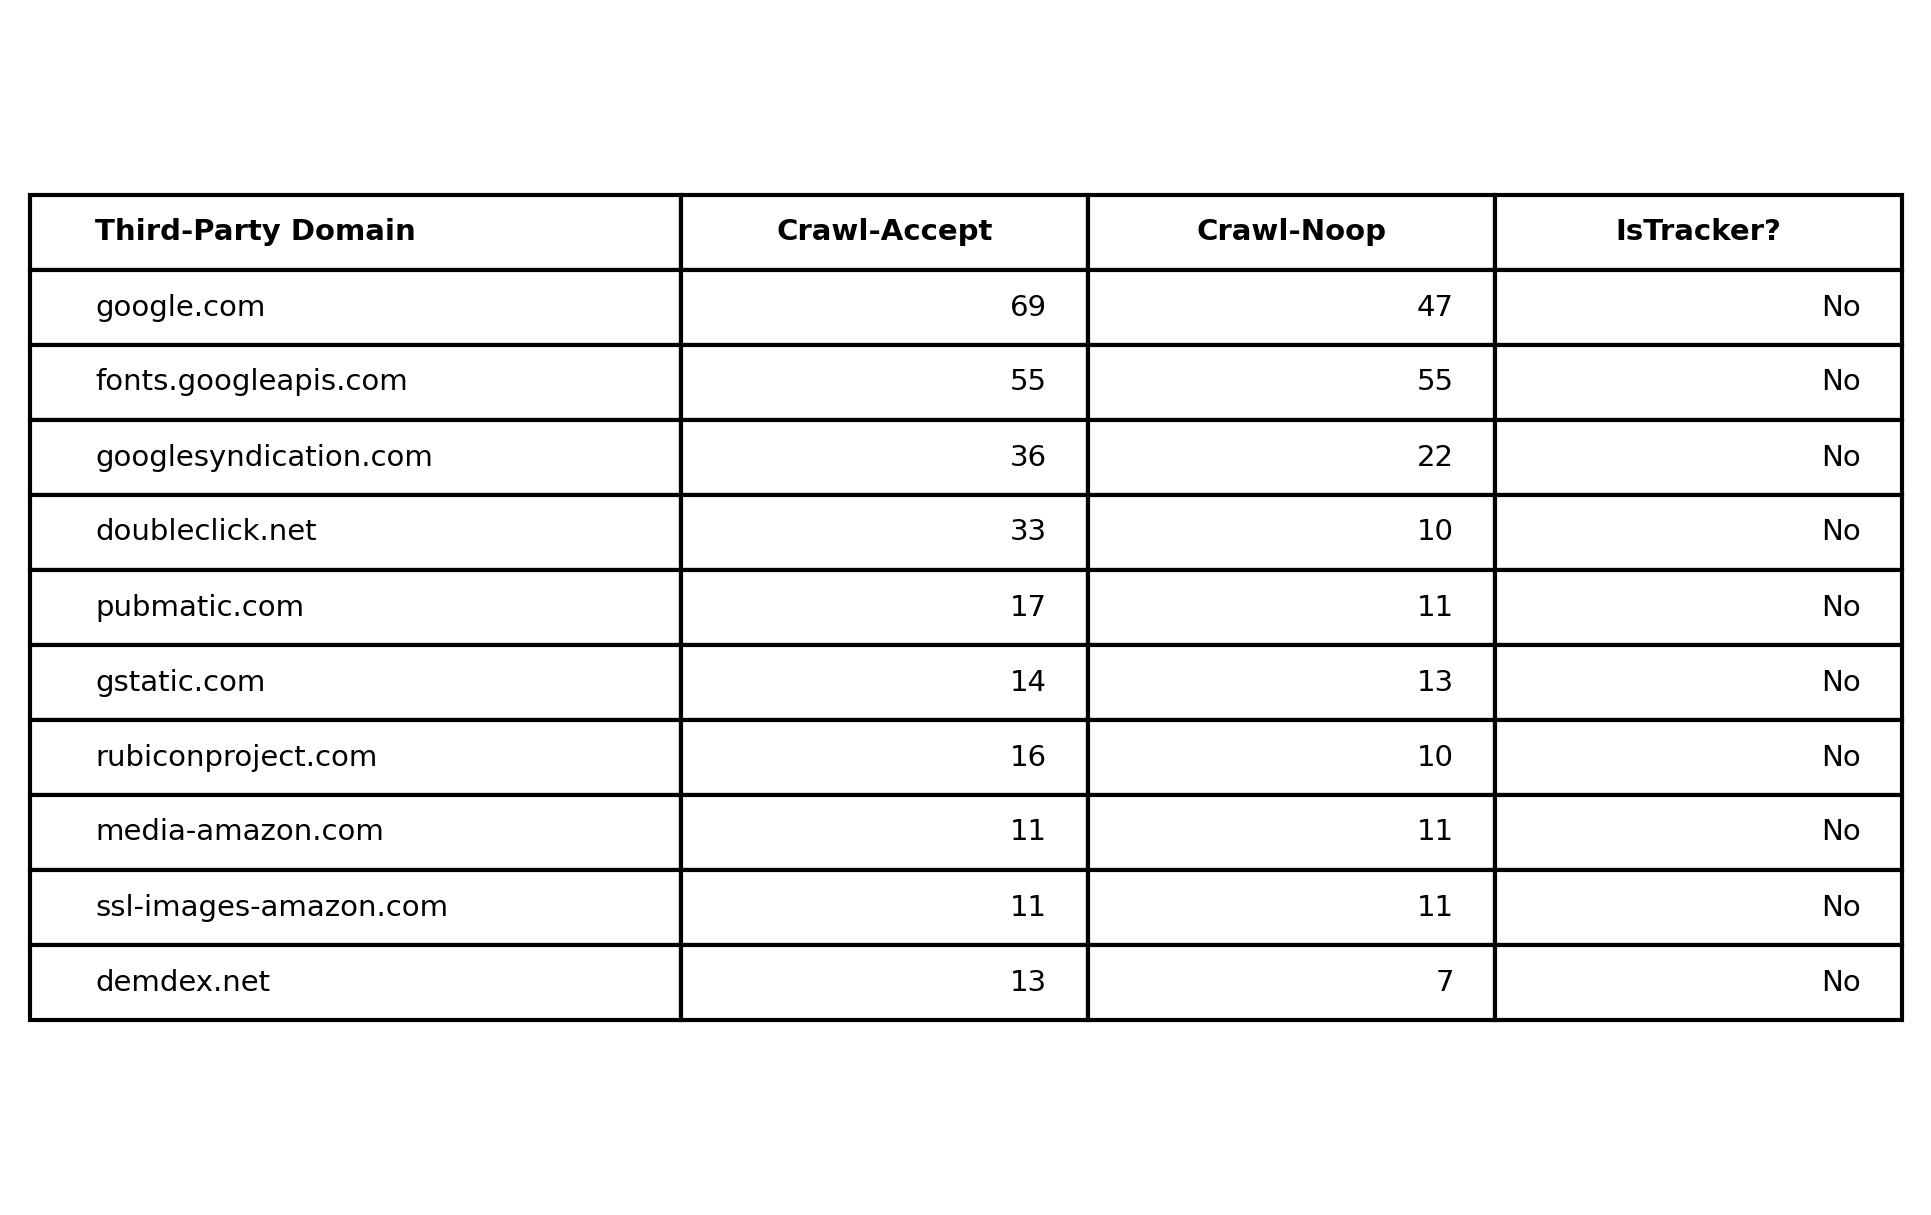 Third-Party Domain Crawl-Accept Crawl-Noop IsTracker?
google.com 69 47 No
fonts.googleapis.com 55 55 No
googlesyndication.com 36 22 No
doubleclick.net 33 10 No
pubmatic.com 17 11 No
gstatic.com 14 13 No
rubiconproject.com 16 10 No
media-amazon.com 11 11 No
ssl-images-amazon.com 11 11 No
demdex.net 13 7 No